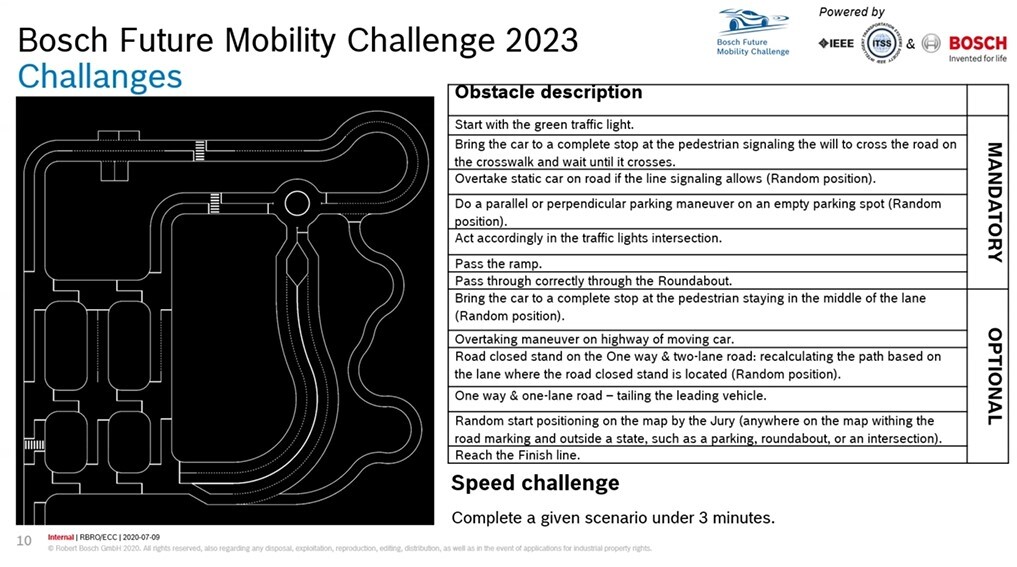 Bosch Future Mobility Challenge 2023
Challanges
Bosch Future
Mobility Challenge
Powered by
IEEE
ITSS
&
BOSCH
Invented for life
Obstacle description
Start with the green traffic light.
Bring the car to a complete stop at the pedestrian signaling the will to cross the road on
the crosswalk and wait until it crosses.
Overtake static car on road if the line signaling allows (Random position).
Do a parallel or perpendicular parking maneuver on an empty parking spot (Random
position).
Act accordingly in the traffic lights intersection.
Pass the ramp.
Pass through correctly through the Roundabout.
MANDATORY
Bring the car to a complete stop at the pedestrian staying in the middle of the lane
(Random position).
Overtaking maneuver on highway of moving car.
Road closed stand on the One way & two-lane road: recalculating the path based on
the lane where the road closed stand is located (Random position).
One way & one-lane road – tailing the leading vehicle.
Random start positioning on the map by the Jury (anywhere on the map withing the
road marking and outside a state, such as a parking, roundabout, or an intersection).
Reach the Finish line.
OPTIONAL
Speed challenge
Complete a given scenario under 3 minutes.
10
Internal | RBRO/ECC | 2020-07-09
© Robert Bosch GmbH 2020. All rights reserved, also regarding any disposal, exploitation, reproduction, editing, distribution, as well as in the event of applications for industrial property rights.